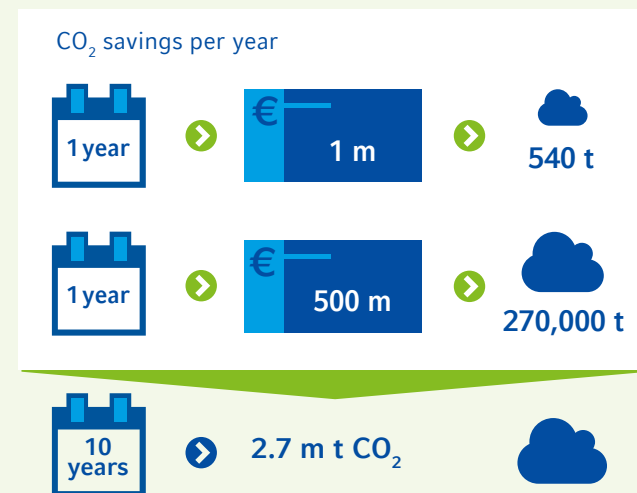 CO₂ savings per year
1 year
€
1 m
540 t
1 year
€
500 m
270,000 t
10
years
2.7 m t CO₂